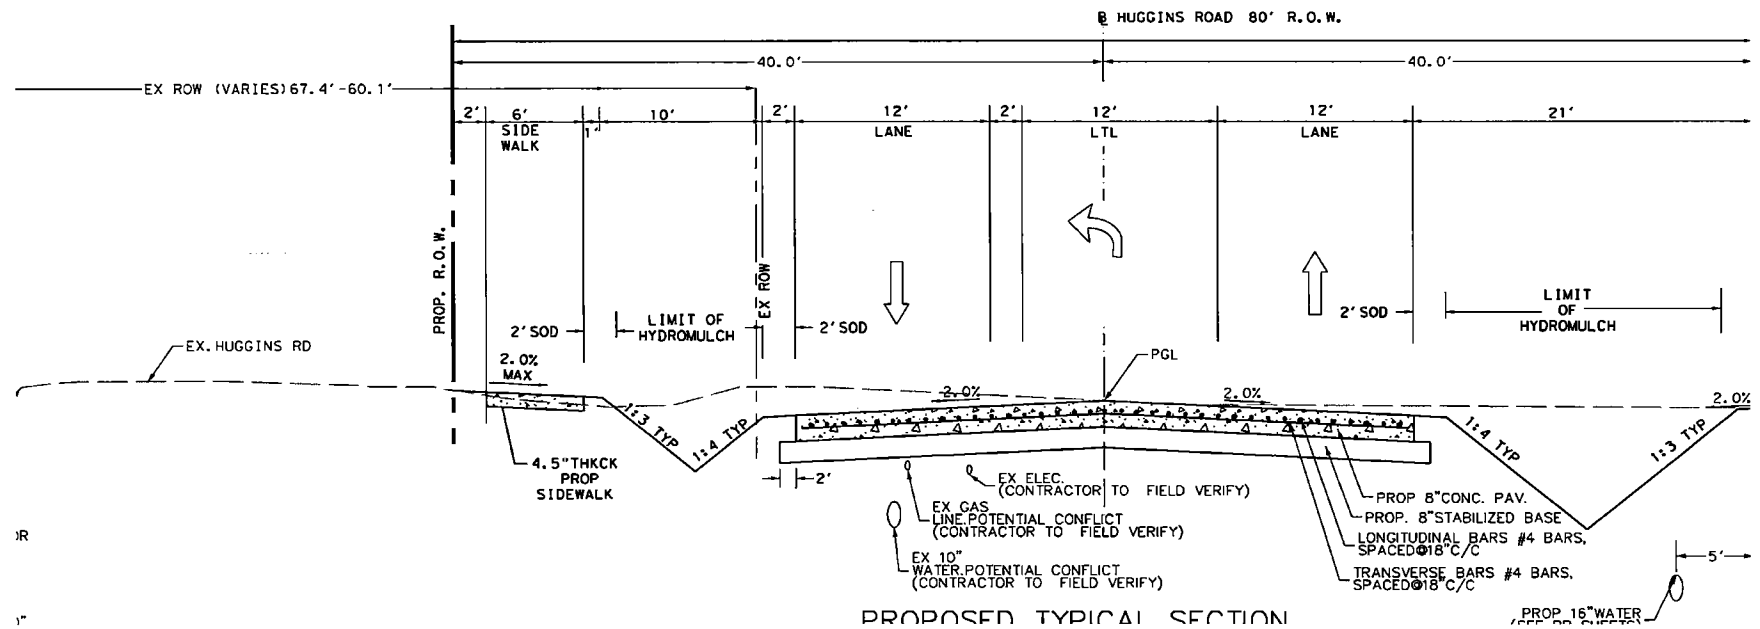 HUGGINS ROAD 80' R.O.W.
40.0'
40.0'
EX ROW (VARIES)67.4'-60.1'
2'
6'
SIDE
WALK
1'
10'
2'
12'
LANE
2'
12'
LTL
12'
LANE
21'
PROP. R.O.W.
EX ROW
2'SOD
LIMIT OF
HYDROMULCH
2'SOD
2'SOD
LIMIT
OF
HYDROMULCH
EX.HUGGINS RD
2.0%
MAX
PGL
2.0%
2.0%
2.0%
1:3 TYP
1:4 TYP
1:4 TYP
1:3 TYP
4.5"THKCK
PROP
SIDEWALK
2'
EX ELEC.
(CONTRACTOR TO FIELD VERIFY)
EX GAS
LINE.POTENTIAL CONFLICT
(CONTRACTOR TO FIELD VERIFY)
EX 10"
WATER.POTENTIAL CONFLICT
(CONTRACTOR TO FIELD VERIFY)
PROP 8"CONC. PAV.
PROP. 8"STABILIZED BASE
LONGITUDINAL BARS #4 BARS,
SPACED@18"C/C
TRANSVERSE BARS #4 BARS,
SPACED@18"C/C
5'
PROP 16"WATER
PROPOSED TYPICAL SECTION